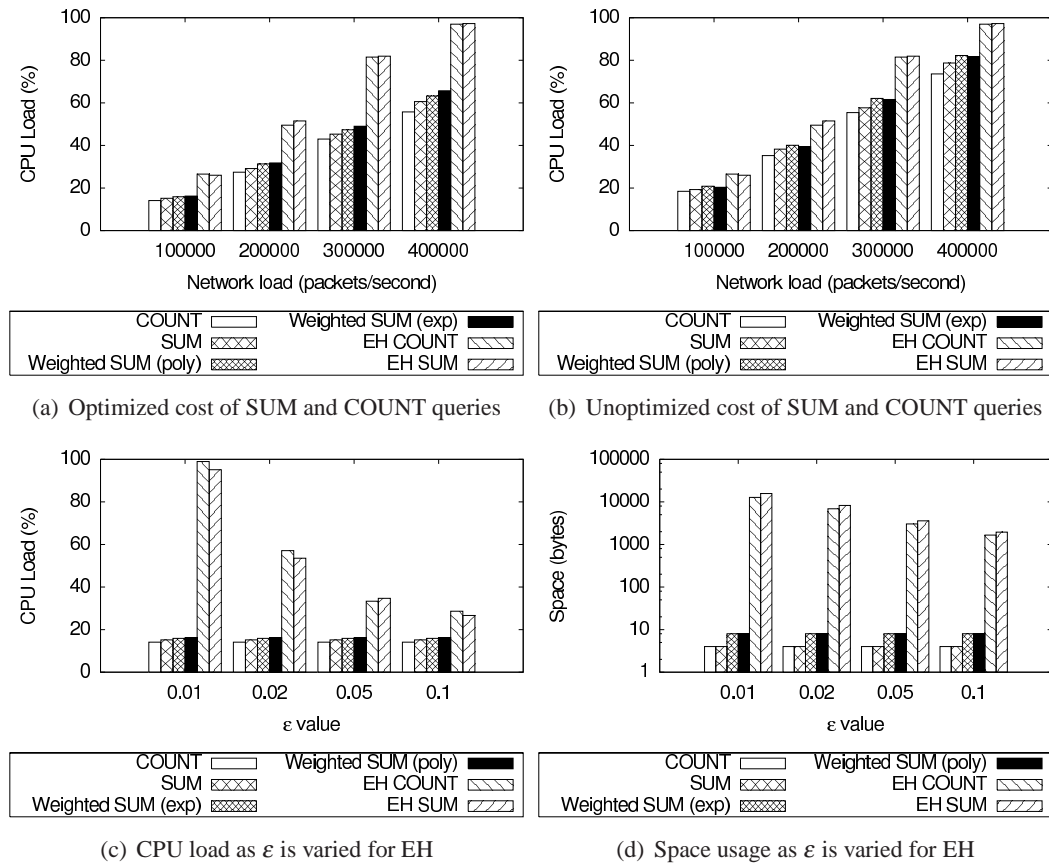 100
80
60
40
20
0
CPU Load (%)
100000 200000 300000 400000
Network load (packets/second)
COUNT
SUM
Weighted SUM (poly)
Weighted SUM (exp)
EH COUNT
EH SUM
(a) Optimized cost of SUM and COUNT queries
100
80
60
40
20
0
CPU Load (%)
100000 200000 300000 400000
Network load (packets/second)
COUNT
SUM
Weighted SUM (poly)
Weighted SUM (exp)
EH COUNT
EH SUM
(b) Unoptimized cost of SUM and COUNT queries
100
80
60
40
20
0
CPU Load (%)
0.01 0.02 0.05 0.1
ε value
COUNT
SUM
Weighted SUM (exp)
Weighted SUM (poly)
EH COUNT
EH SUM
(c) CPU load as ε is varied for EH
100000
10000
1000
100
10
1
Space (bytes)
0.01 0.02 0.05 0.1
ε value
COUNT
SUM
Weighted SUM (exp)
Weighted SUM (poly)
EH COUNT
EH SUM
(d) Space usage as ε is varied for EH